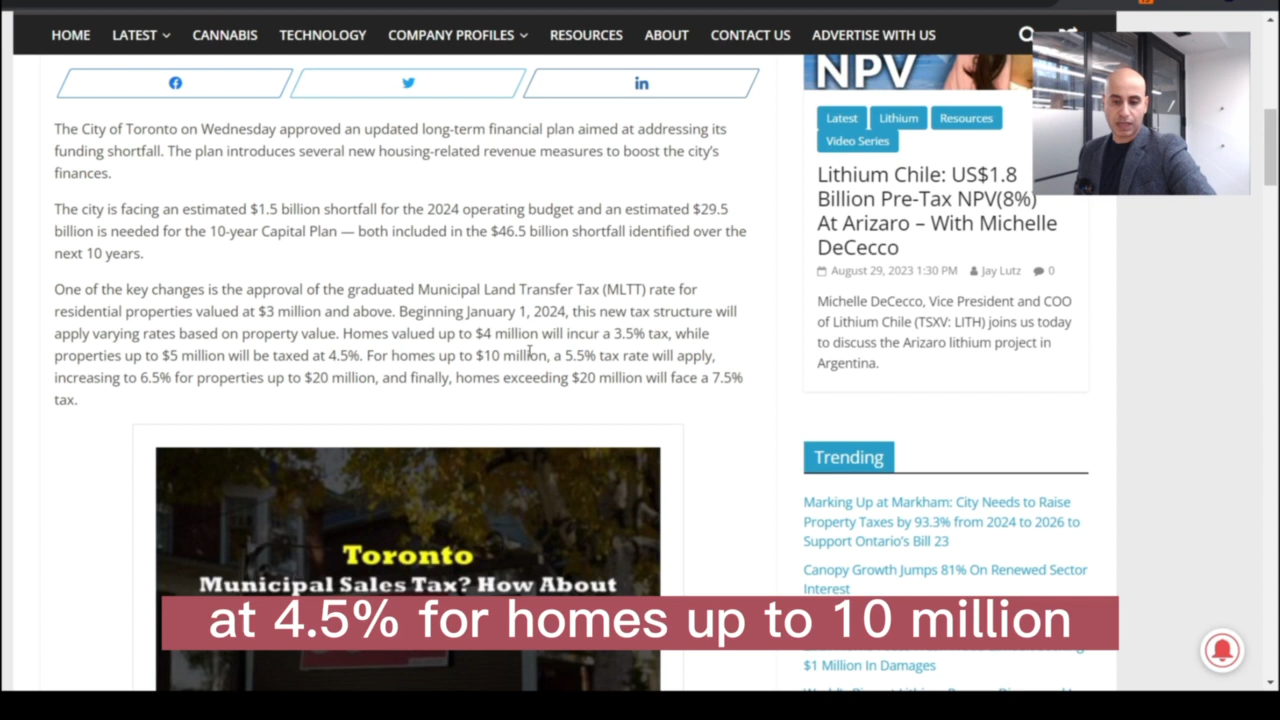 HOME LATEST CANNABIS TECHNOLOGY COMPANY PROFILES RESOURCES ABOUT CONTACT US ADVERTISE WITH US
The City of Toronto on Wednesday approved an updated long-term financial plan aimed at addressing its
funding shortfall. The plan introduces several new housing-related revenue measures to boost the city's
finances.
The city is facing an estimated $1.5 billion shortfall for the 2024 operating budget and an estimated $29.5
billion is needed for the 10-year Capital Plan — both included in the $46.5 billion shortfall identified over the
next 10 years.
One of the key changes is the approval of the graduated Municipal Land Transfer Tax (MLTT) rate for
residential properties valued at $3 million and above. Beginning January 1, 2024, this new tax structure will
apply varying rates based on property value. Homes valued up to $4 million will incur a 3.5% tax, while
properties up to $5 million will be taxed at 4.5%. For homes up to $10 million, a 5.5% tax rate will apply,
increasing to 6.5% for properties up to $20 million, and finally, homes exceeding $20 million will face a 7.5%
tax.
Toronto
Municipal Sales Tax? How About
NPV
Latest Lithium Resources
Video Series
Lithium Chile: US$1.8
Billion Pre-Tax NPV(8%)
At Arizaro – With Michelle
DeCecco
August 29, 2023 1:30 PM Jay Lutz 0
Michelle DeCecco, Vice President and COO
of Lithium Chile (TSXV: LITH) joins us today
to discuss the Arizaro lithium project in
Argentina.
Trending
Marking Up at Markham: City Needs to Raise
Property Taxes by 93.3% from 2024 to 2026 to
Support Ontario's Bill 23
Canopy Growth Jumps 81% On Renewed Sector
Interest
$1 Million In Damages
at 4.5% for homes up to 10 million